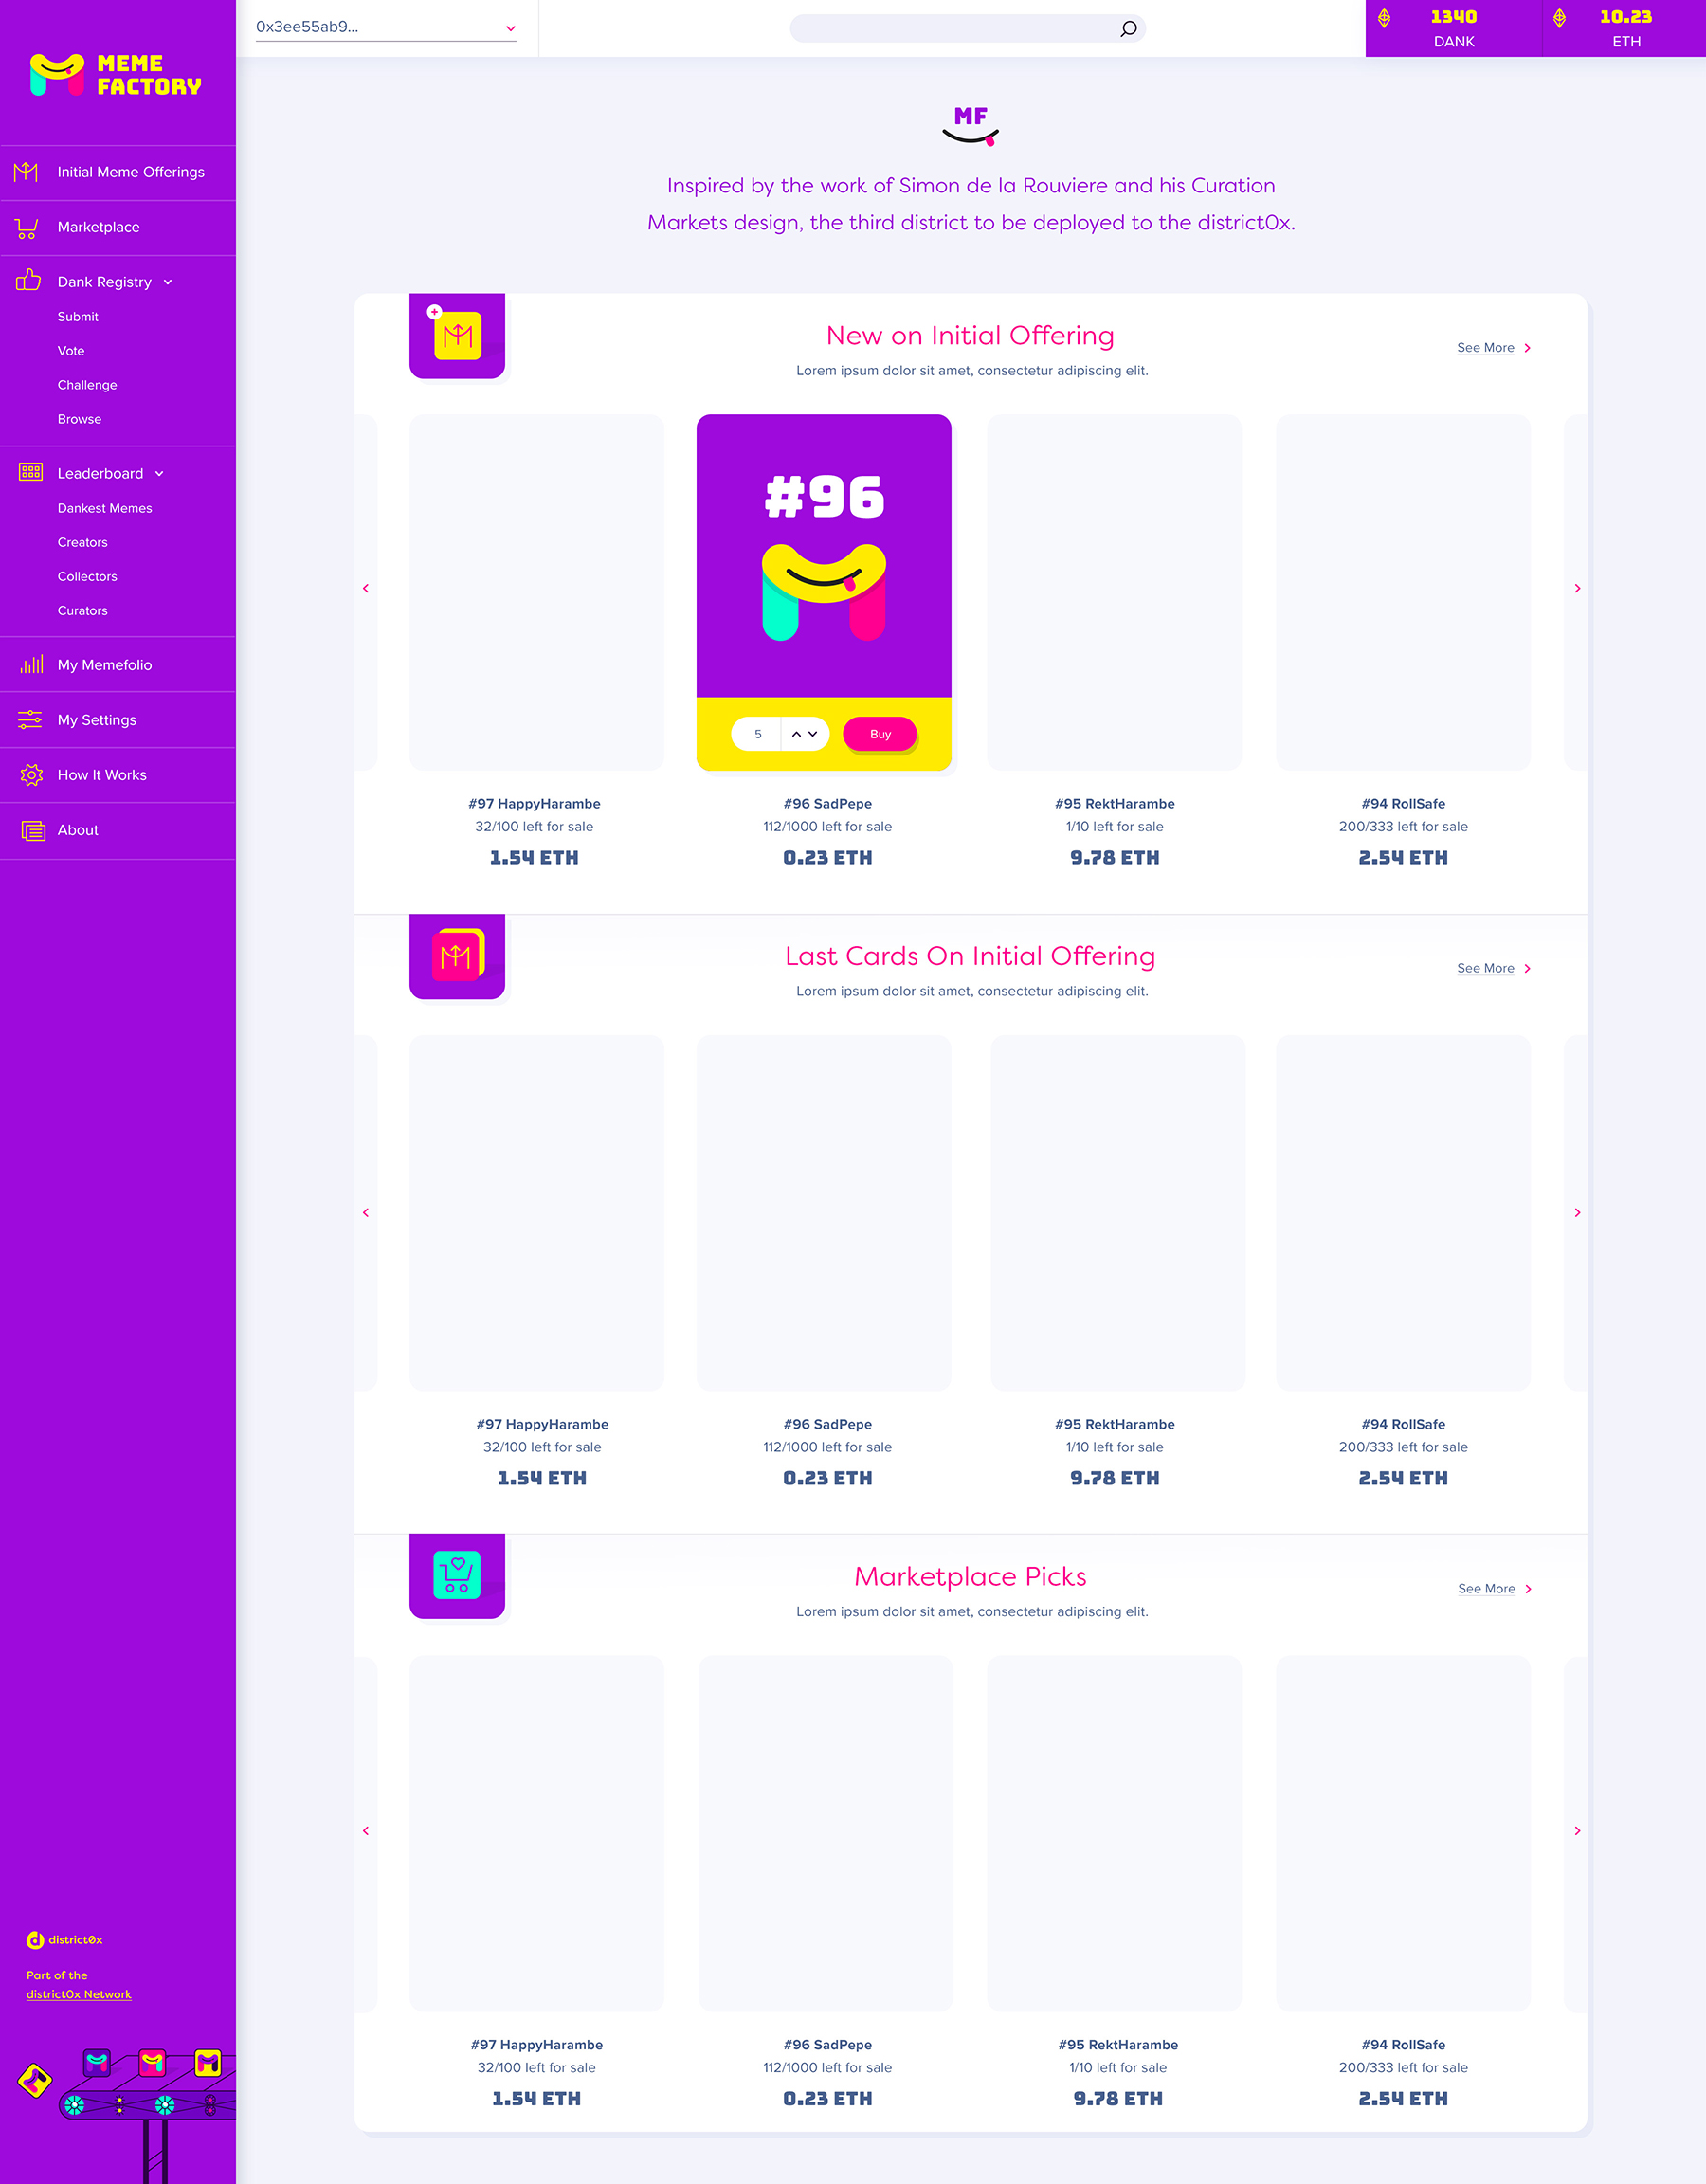 MEME
FACTORY
Initial Meme Offerings
Marketplace
Dank Registry
Submit
Vote
Challenge
Browse
Leaderboard
Dankest Memes
Creators
Collectors
Curators
My Memefolio
My Settings
How It Works
About
district0x
Part of the
district0x Network
0x3ee55ab9...
1340
DANK
10.23
ETH
MF
Inspired by the work of Simon de la Rouviere and his Curation
Markets design, the third district to be deployed to the district0x.
New on Initial Offering
Lorem ipsum dolor sit amet, consectetur adipiscing elit.
See More
#96
5
Buy
#97 HappyHarambe
32/100 left for sale
1.54 ETH
#96 SadPepe
112/1000 left for sale
0.23 ETH
#95 RektHarambe
1/10 left for sale
9.78 ETH
#94 RollSafe
200/333 left for sale
2.54 ETH
Last Cards On Initial Offering
Lorem ipsum dolor sit amet, consectetur adipiscing elit.
See More
#97 HappyHarambe
32/100 left for sale
1.54 ETH
#96 SadPepe
112/1000 left for sale
0.23 ETH
#95 RektHarambe
1/10 left for sale
9.78 ETH
#94 RollSafe
200/333 left for sale
2.54 ETH
Marketplace Picks
Lorem ipsum dolor sit amet, consectetur adipiscing elit.
See More
#97 HappyHarambe
32/100 left for sale
1.54 ETH
#96 SadPepe
112/1000 left for sale
0.23 ETH
#95 RektHarambe
1/10 left for sale
9.78 ETH
#94 RollSafe
200/333 left for sale
2.54 ETH